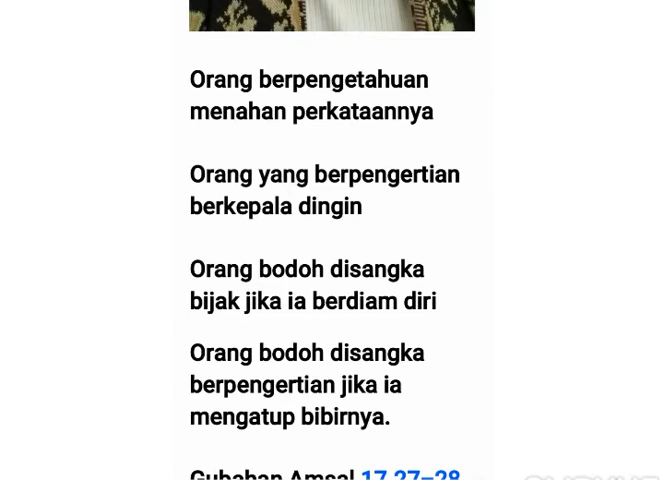 Orang berpengetahuan
menahan perkataannya
Orang yang berpengertian
berkepala dingin
Orang bodoh disangka
bijak jika ia berdiam diri
Orang bodoh disangka
berpengertian jika ia
mengatup bibirnya.
Gubahan Amsal 17.27–28